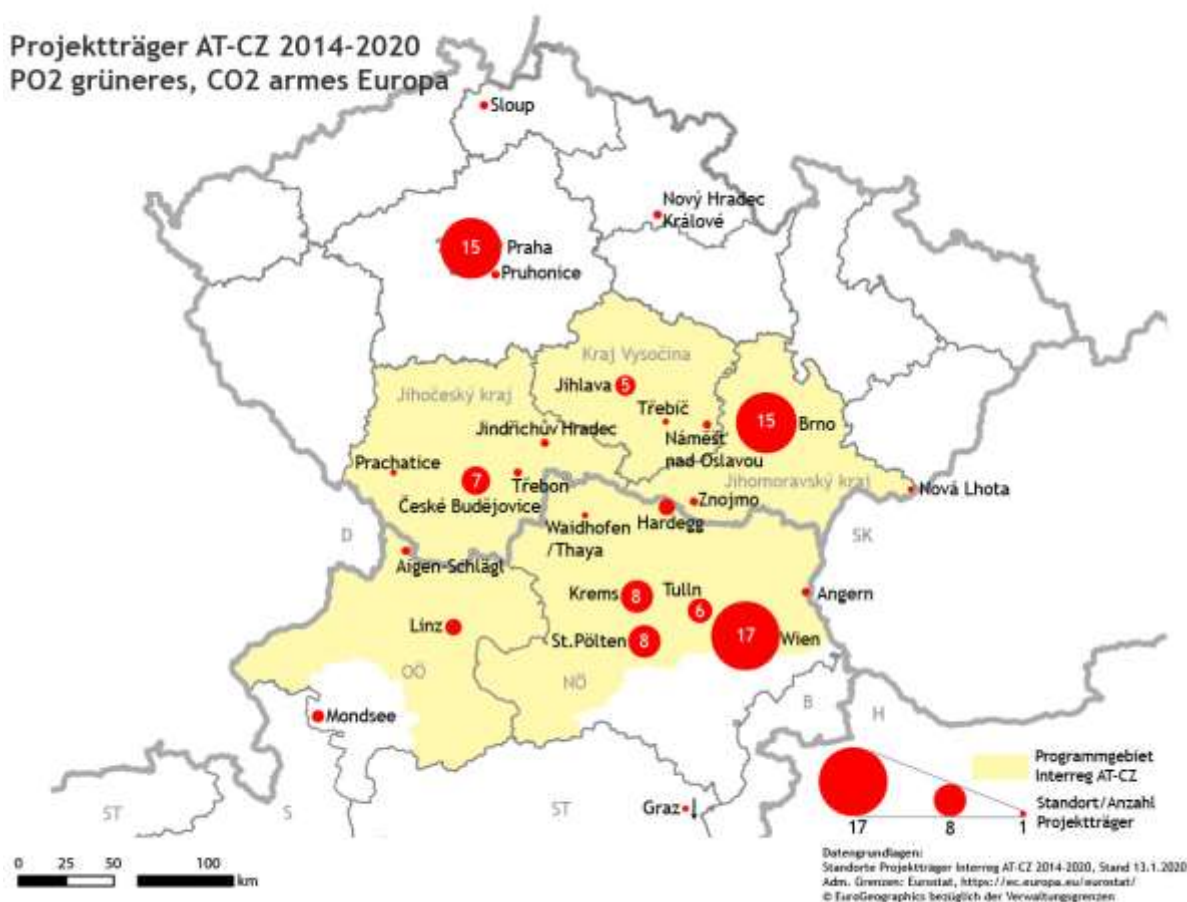 Projektträger AT-CZ 2014-2020
PO2 grüneres, CO2 armes Europa
Sloup
Nový Hradec
Králové
15
Praha
Pruhonice
Kraj Vysočina
Jihlava
5
Jihočeský kraj
Třebíč
15
Brno
Jindřichův Hradec
Náměšť
nad Oslavou
Prachatice
7
Třebon
Jihomoravský kraj
České Budějovice
Znojmo
Nová Lhota
Hardegg
Waidhofen
/Thaya
D
SK
Aigen-Schlägl
Krems
8
Tulln
6
Angern
Linz
St.Pölten
8
17
Wien
OÖ
NÖ
B
H
Mondsee
Programmgebiet
Interreg AT-CZ
ST
S
ST
Graz
Standort/Anzahl
Projektträger
17
8
1
0 25 50 100
km
Datengrundlagen:
Standorte Projektträger Interreg AT-CZ 2014-2020, Stand 13.1.2020
Adm. Grenzen: Eurostat, https://ec.europa.eu/eurostat/
© EuroGeographics bezüglich der Verwaltungsgrenzen